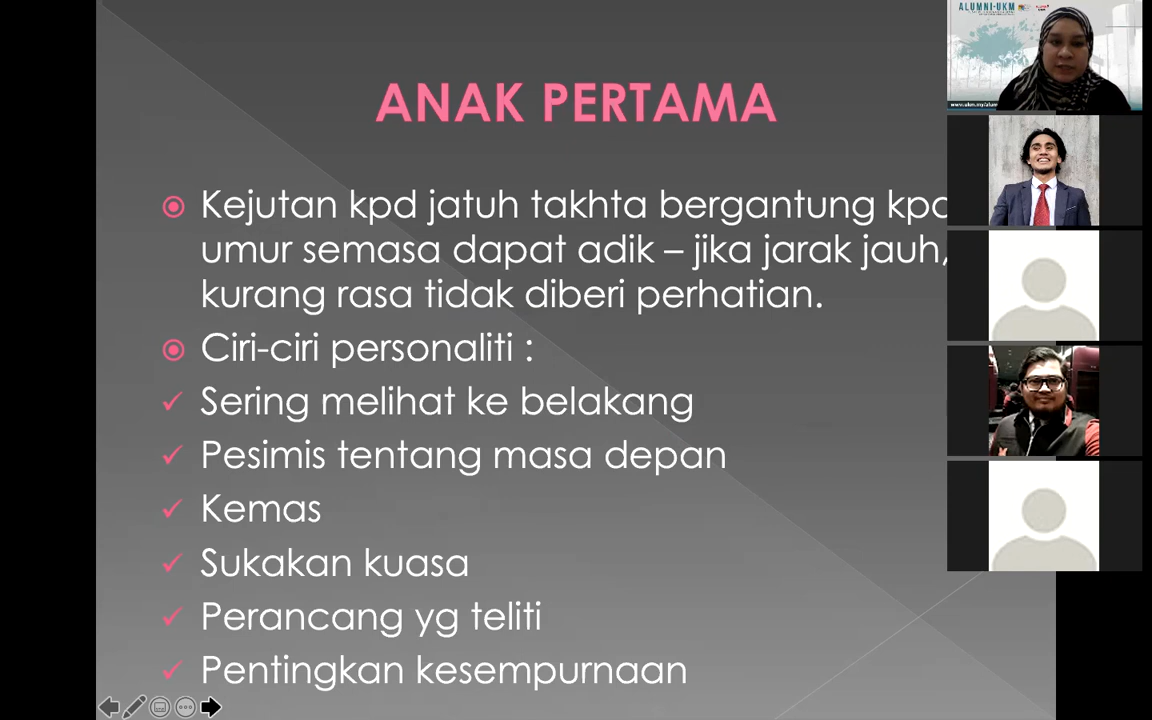 ANAK PERTAMA
Kejutan kpd jatuh takhta bergantung
umur semasa dapat adik – jika jarak jauh,
kurang rasa tidak diberi perhatian.
Ciri-ciri personaliti :
Sering melihat ke belakang
Pesimis tentang masa depan
Kemas
Sukakan kuasa
Perancang yg teliti
Pentingkan kesempurnaan
ALUMNI-UKM